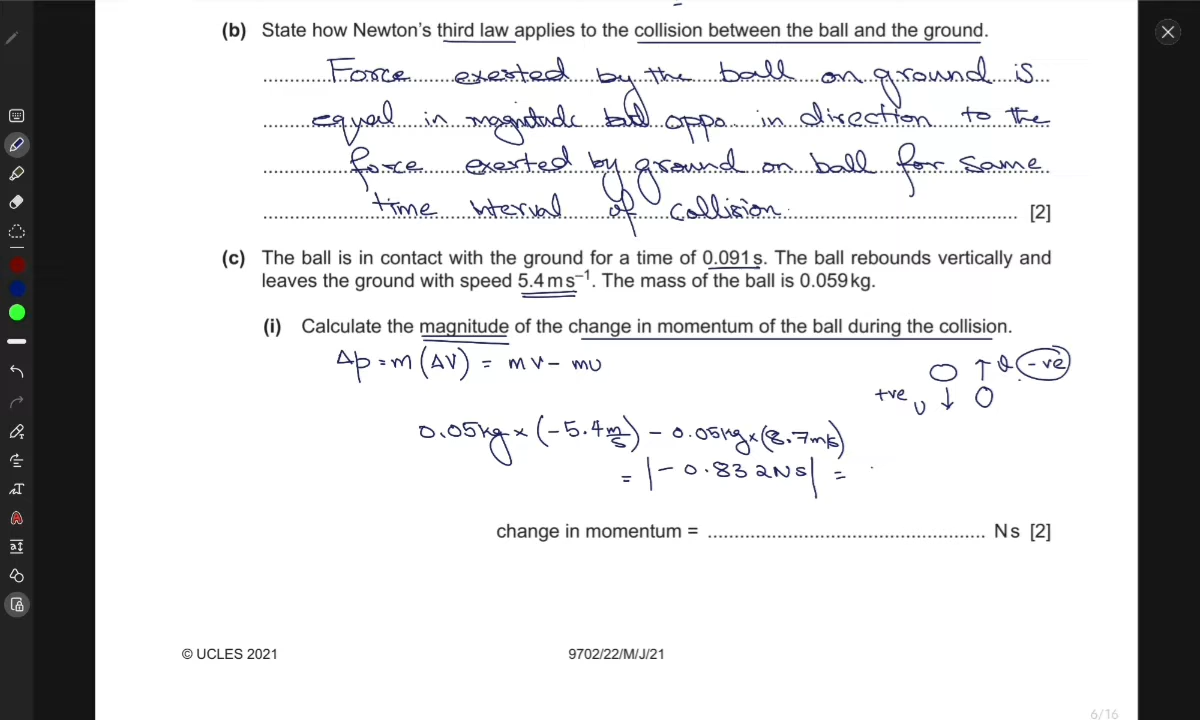 (b) State how Newton's third law applies to the collision between the ball and the ground.
Force exerted by the ball on ground is
equal in magnitude but oppo in direction to the
force exerted by ground on ball for same
time interval of collision. [2]
(c) The ball is in contact with the ground for a time of 0.091 s. The ball rebounds vertically and
leaves the ground with speed 5.4 m s⁻¹. The mass of the ball is 0.059 kg.
(i) Calculate the magnitude of the change in momentum of the ball during the collision.
Δp = m (ΔV) = mv - mu
↑ v -ve
+ve u ↓
0.05kg × (-5.4 m/s) - 0.05kg × (8.7m/s)
= |-0.832Ns| =
change in momentum = ................ N s [2]
© UCLES 2021 9702/22/M/J/21
6/16